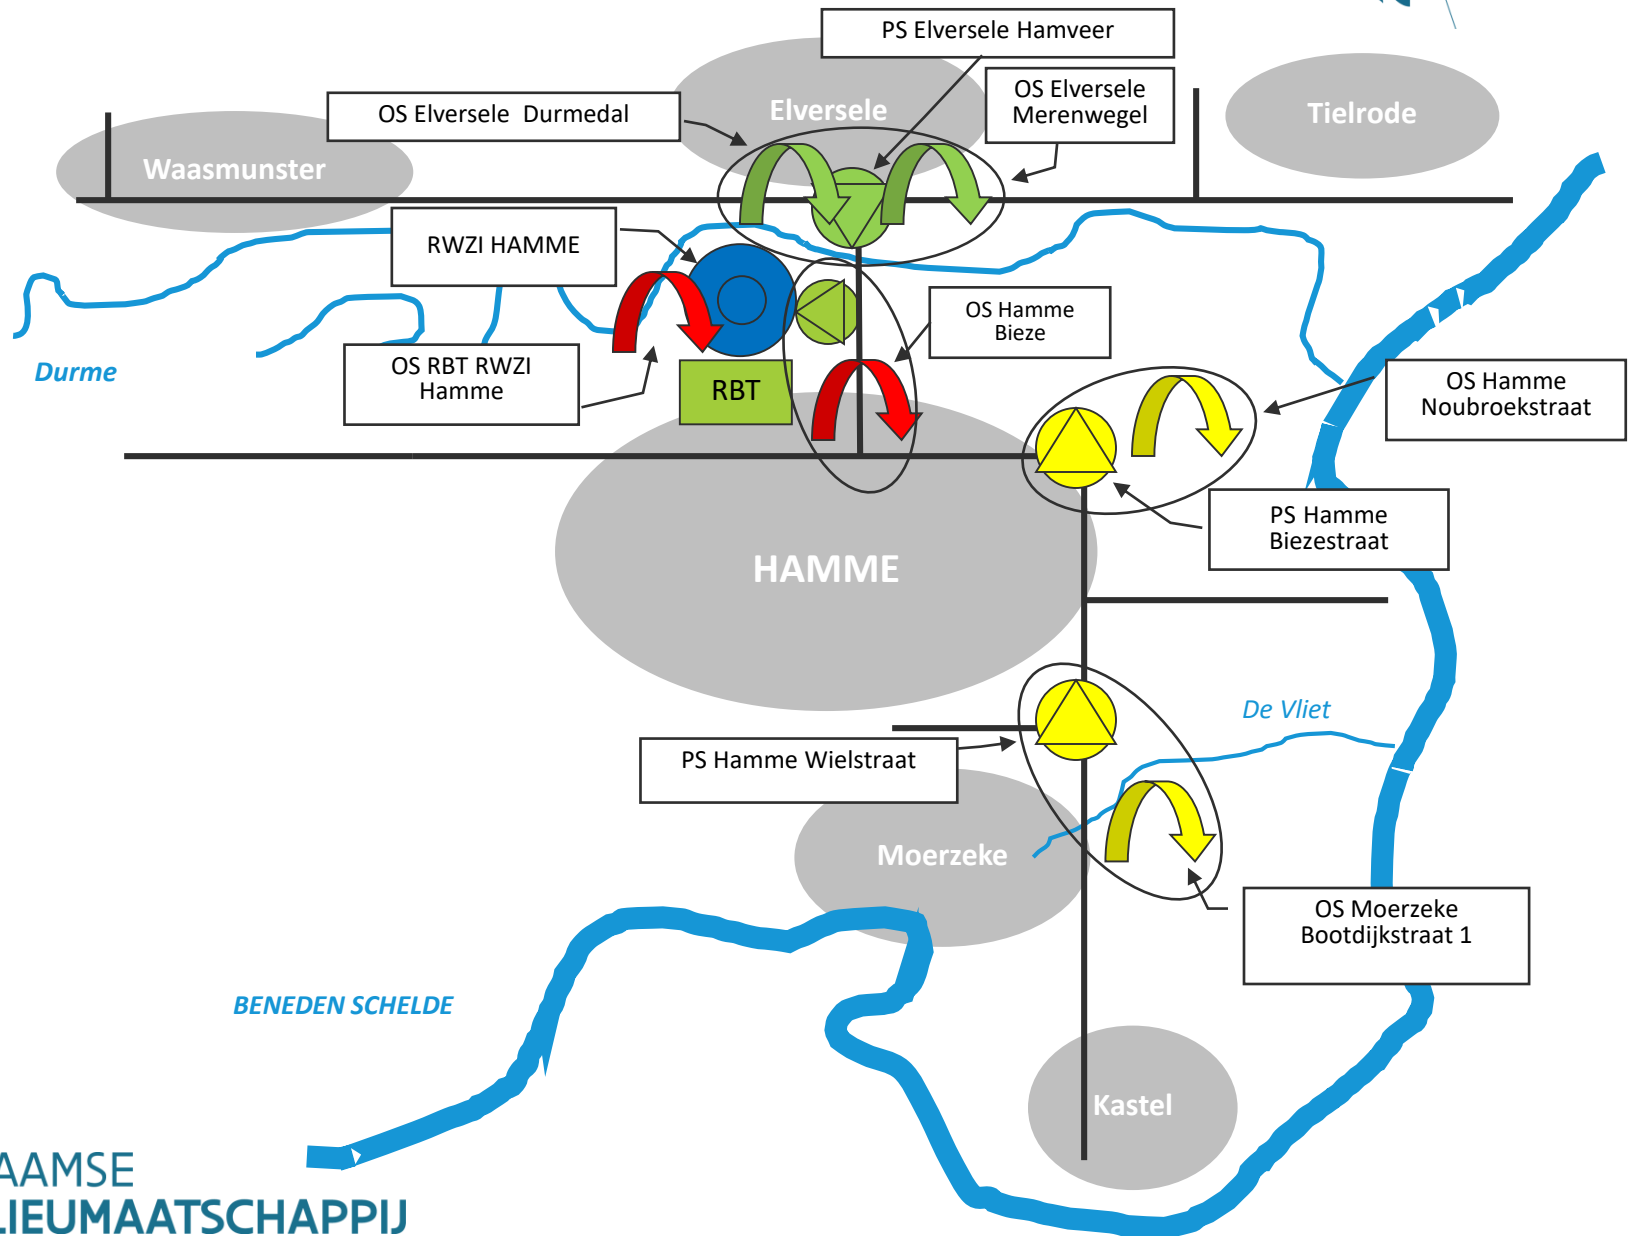 PS Elversele Hamveer
OS Elversele Durmedal
Elversele
OS Elversele
Merenwegel
Tielrode
Waasmunster
RWZI HAMME
OS Hamme
Bieze
Durme
OS RBT RWZI
Hamme
RBT
OS Hamme
Noubroekstraat
PS Hamme
Biezestraat
HAMME
De Vliet
PS Hamme Wielstraat
Moerzeke
OS Moerzeke
Bootdijkstraat 1
BENEDEN SCHELDE
Kastel
AAMSE
LIEUMAATSCHAPPIJ